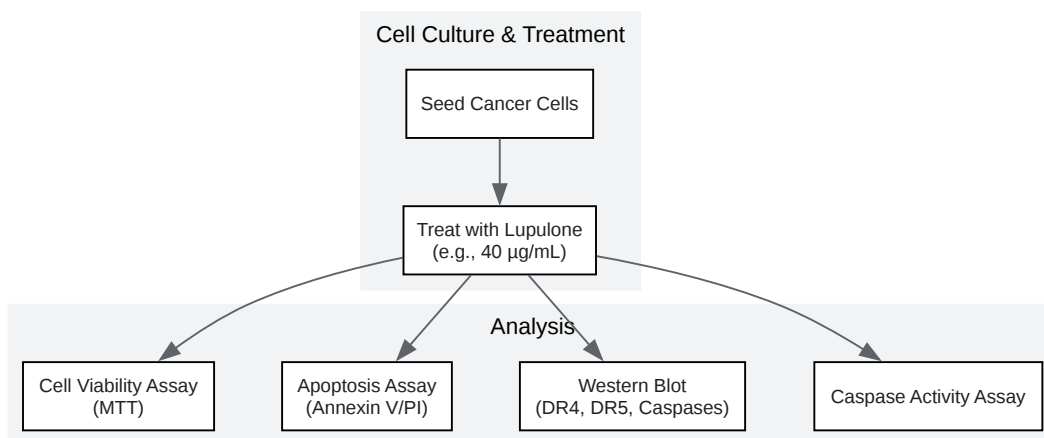 Cell Culture & Treatment
Seed Cancer Cells
Treat with Lupulone
(e.g., 40 µg/mL)
Analysis
Cell Viability Assay
(MTT)
Apoptosis Assay
(Annexin V/PI)
Western Blot
(DR4, DR5, Caspases)
Caspase Activity Assay